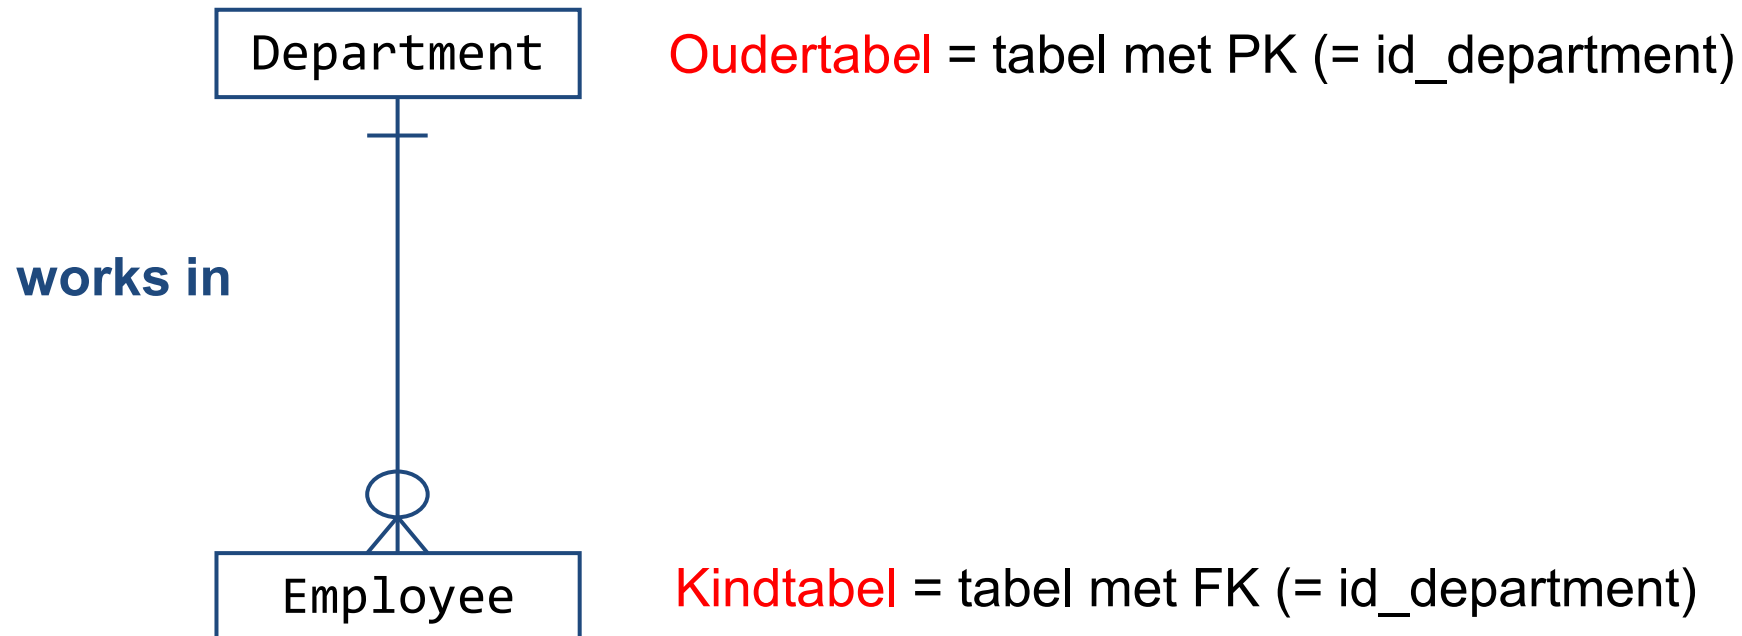 Department
Oudertabel = tabel met PK (= id_department)
works in
Employee
Kindtabel = tabel met FK (= id_department)